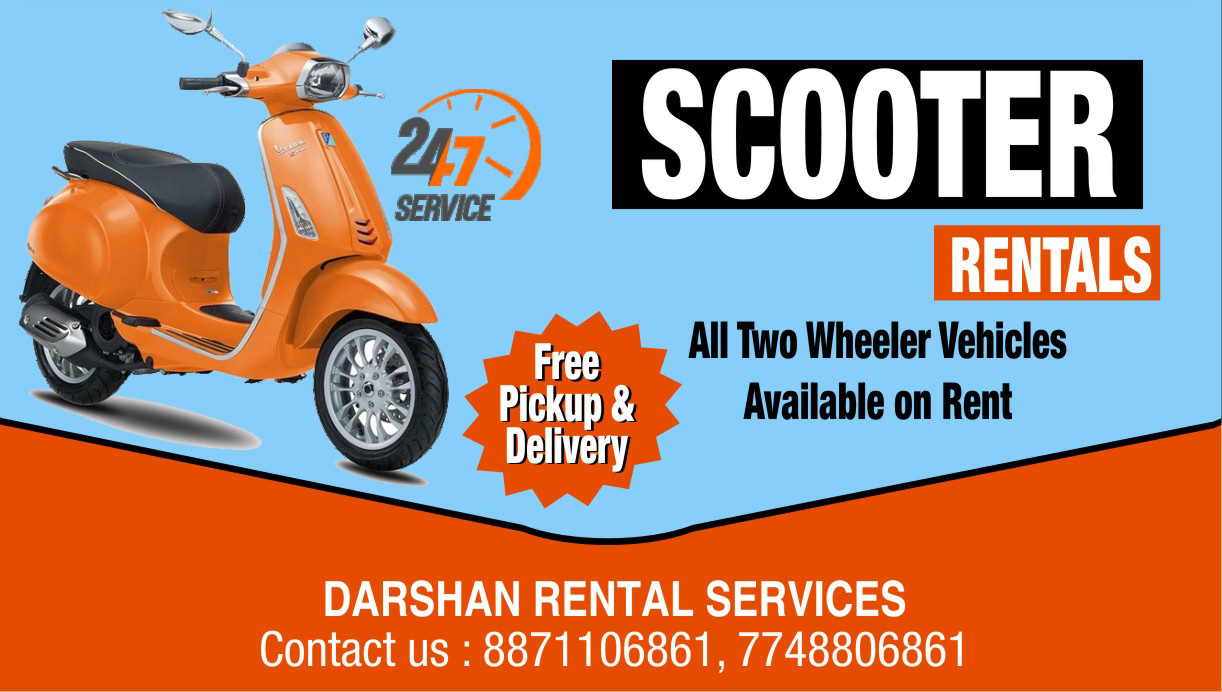 SCOOTER
RENTALS
24-7
SERVICE
All Two Wheeler Vehicles
Available on Rent
Free
Pickup &
Delivery
DARSHAN RENTAL SERVICES
Contact us : 8871106861, 7748806861